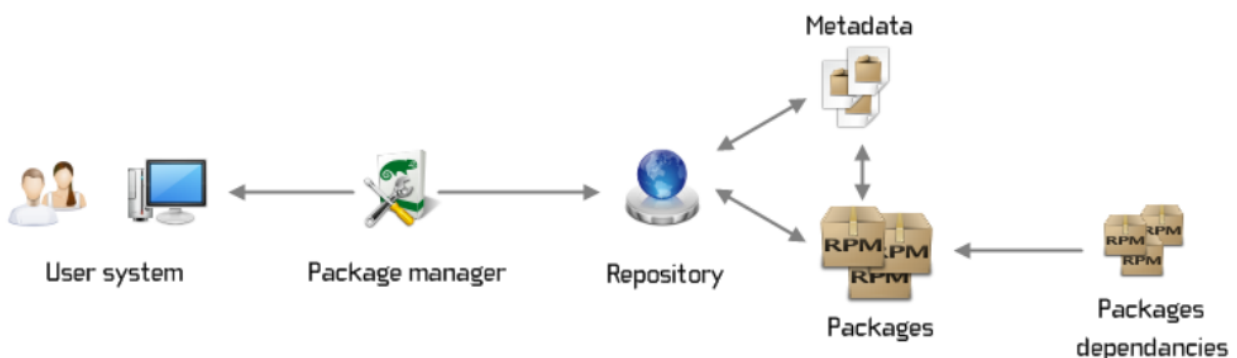 Metadata
User system
Package manager
Repository
RPM
RPM
RPM
Packages
RPM
RPM
RPM
Packages
dependancies